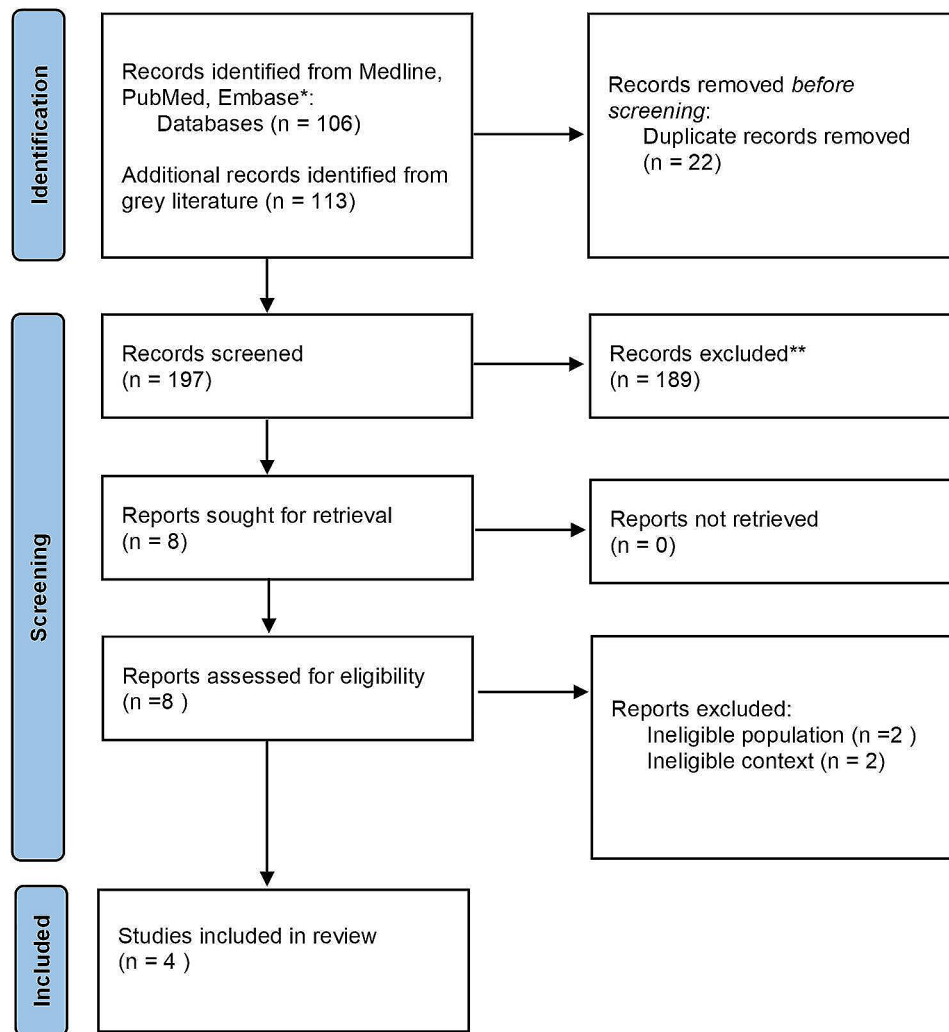 Identification
Records identified from Medline,
PubMed, Embase*:
Databases (n = 106)
Additional records identified from
grey literature (n = 113)
Records removed before
screening:
Duplicate records removed
(n = 22)
Screening
Records screened
(n = 197)
Records excluded**
(n = 189)
Reports sought for retrieval
(n = 8)
Reports not retrieved
(n = 0)
Reports assessed for eligibility
(n =8 )
Reports excluded:
Ineligible population (n =2 )
Ineligible context (n = 2)
Included
Studies included in review
(n = 4 )